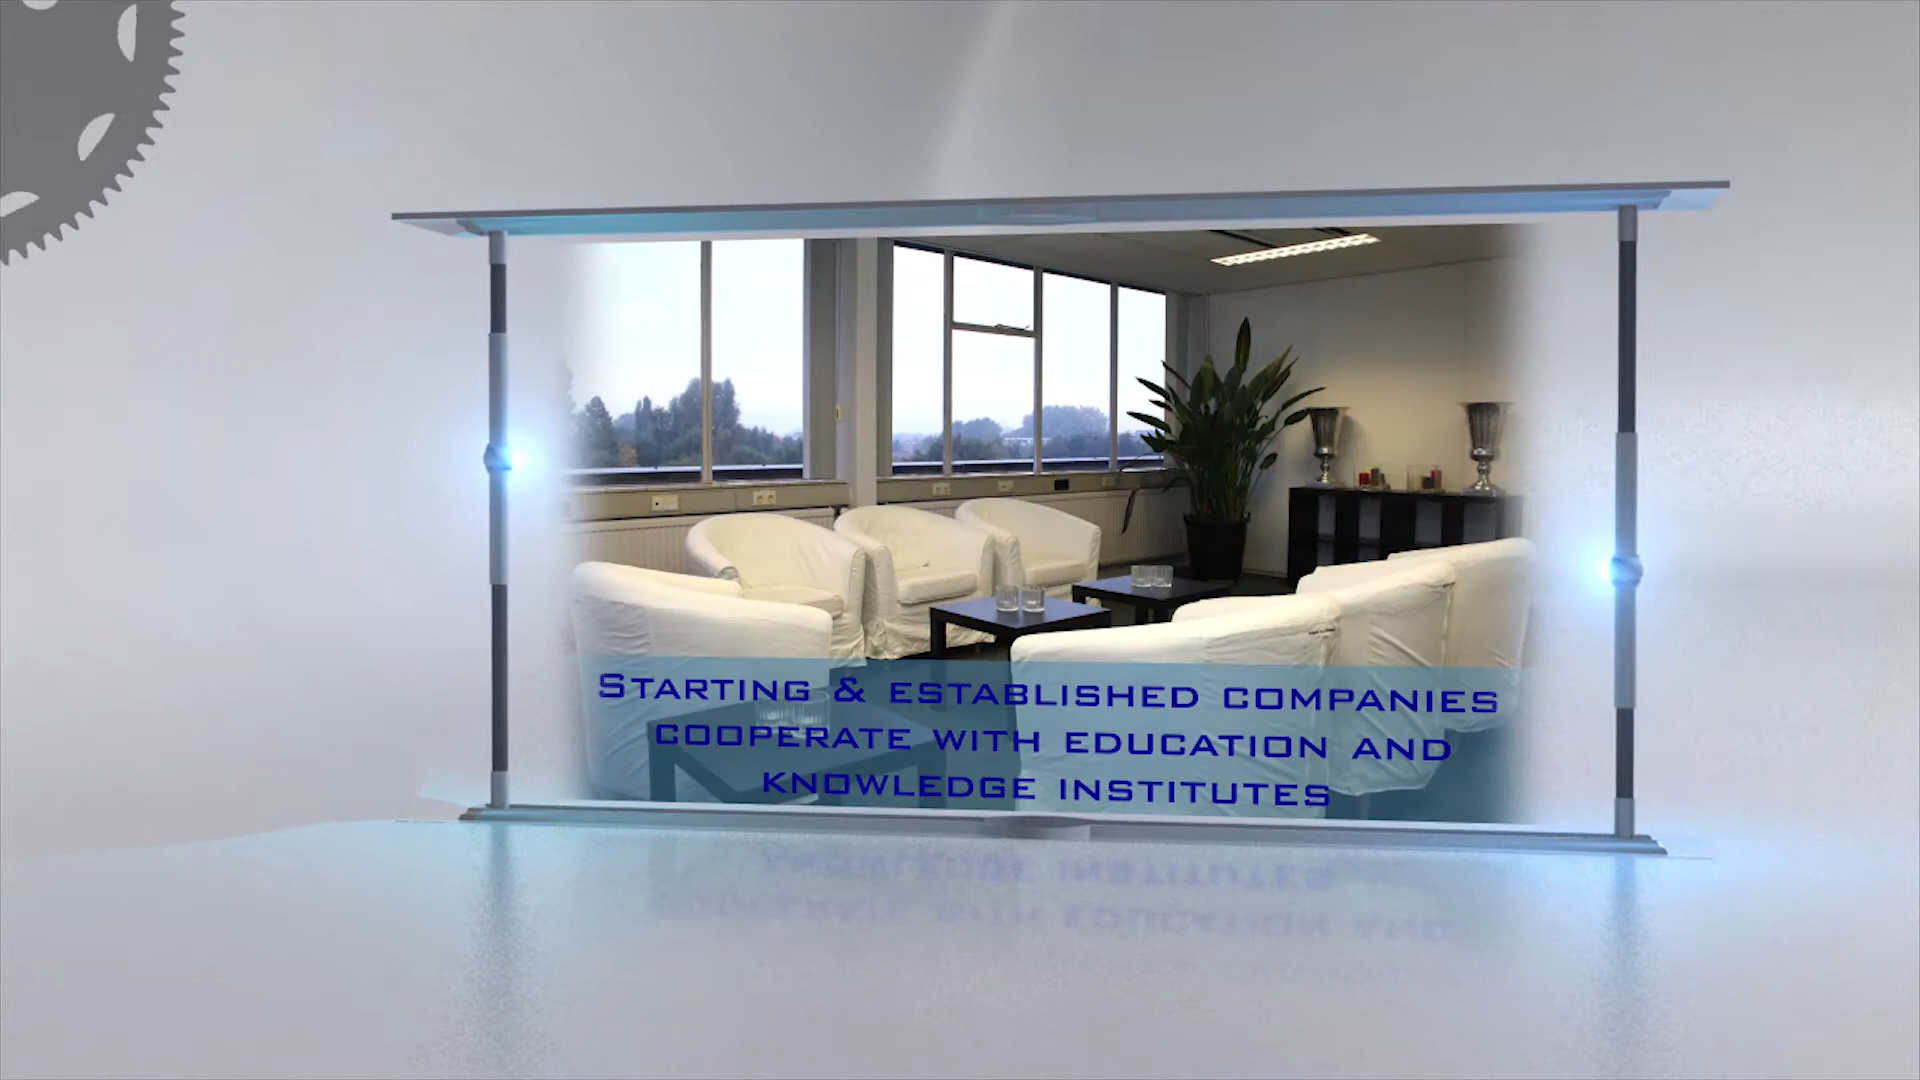 Starting & established companies
cooperate with education and
knowledge institutes